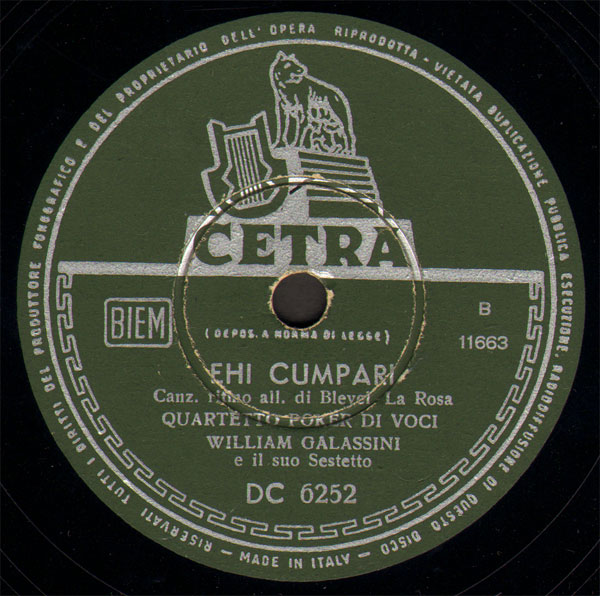 TUTTI I DIRITTI DEL PRODUTTORE FONOGRAFICO E DEL PROPRIETARIO DELL'OPERA RIPRODOTTA - VIETATA DUPLICAZIONE PUBBLICA ESECUZIONE, RADIODIFFUSIONE DI QUESTO DISCO - MADE IN ITALY - RISERVATI
CETRA
BIEM
(DEPOS. A NORMA DI LEGGE)
B
11663
EHI CUMPARI
Canz. ritmo all. di Bleyel La Rosa
QUARTETTO POKER DI VOCI
WILLIAM GALASSINI
e il suo Sestetto
DC 6252